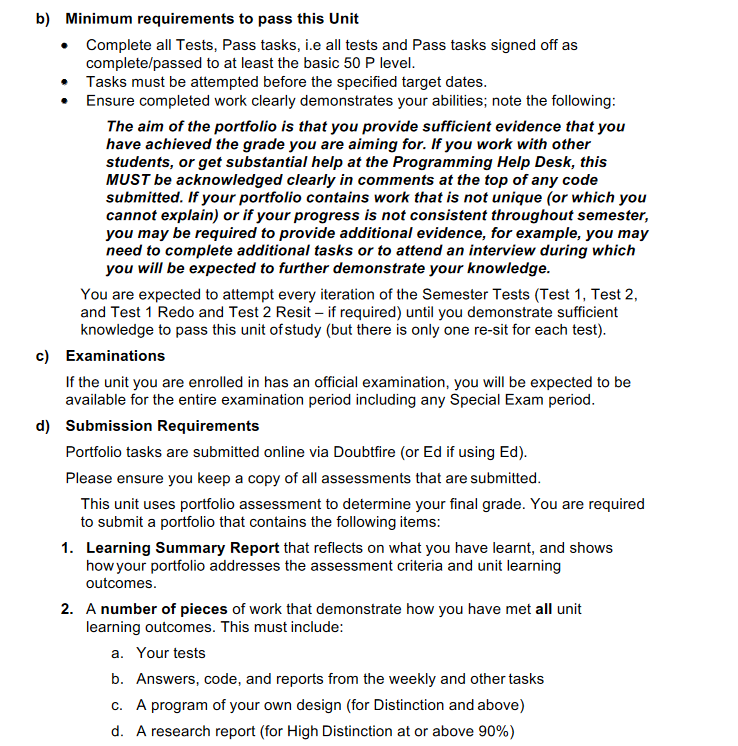 b) Minimum requirements to pass this Unit
• Complete all Tests, Pass tasks, i.e all tests and Pass tasks signed off as
complete/passed to at least the basic 50 P level.
• Tasks must be attempted before the specified target dates.
• Ensure completed work clearly demonstrates your abilities; note the following:
The aim of the portfolio is that you provide sufficient evidence that you
have achieved the grade you are aiming for. If you work with other
students, or get substantial help at the Programming Help Desk, this
MUST be acknowledged clearly in comments at the top of any code
submitted. If your portfolio contains work that is not unique (or which you
cannot explain) or if your progress is not consistent throughout semester,
you may be required to provide additional evidence, for example, you may
need to complete additional tasks or to attend an interview during which
you will be expected to further demonstrate your knowledge.
You are expected to attempt every iteration of the Semester Tests (Test 1, Test 2,
and Test 1 Redo and Test 2 Resit – if required) until you demonstrate sufficient
knowledge to pass this unit of study (but there is only one re-sit for each test).
c) Examinations
If the unit you are enrolled in has an official examination, you will be expected to be
available for the entire examination period including any Special Exam period.
d) Submission Requirements
Portfolio tasks are submitted online via Doubtfire (or Ed if using Ed).
Please ensure you keep a copy of all assessments that are submitted.
This unit uses portfolio assessment to determine your final grade. You are required
to submit a portfolio that contains the following items:
1. Learning Summary Report that reflects on what you have learnt, and shows
how your portfolio addresses the assessment criteria and unit learning
outcomes.
2. A number of pieces of work that demonstrate how you have met all unit
learning outcomes. This must include:
a. Your tests
b. Answers, code, and reports from the weekly and other tasks
c. A program of your own design (for Distinction and above)
d. A research report (for High Distinction at or above 90%)